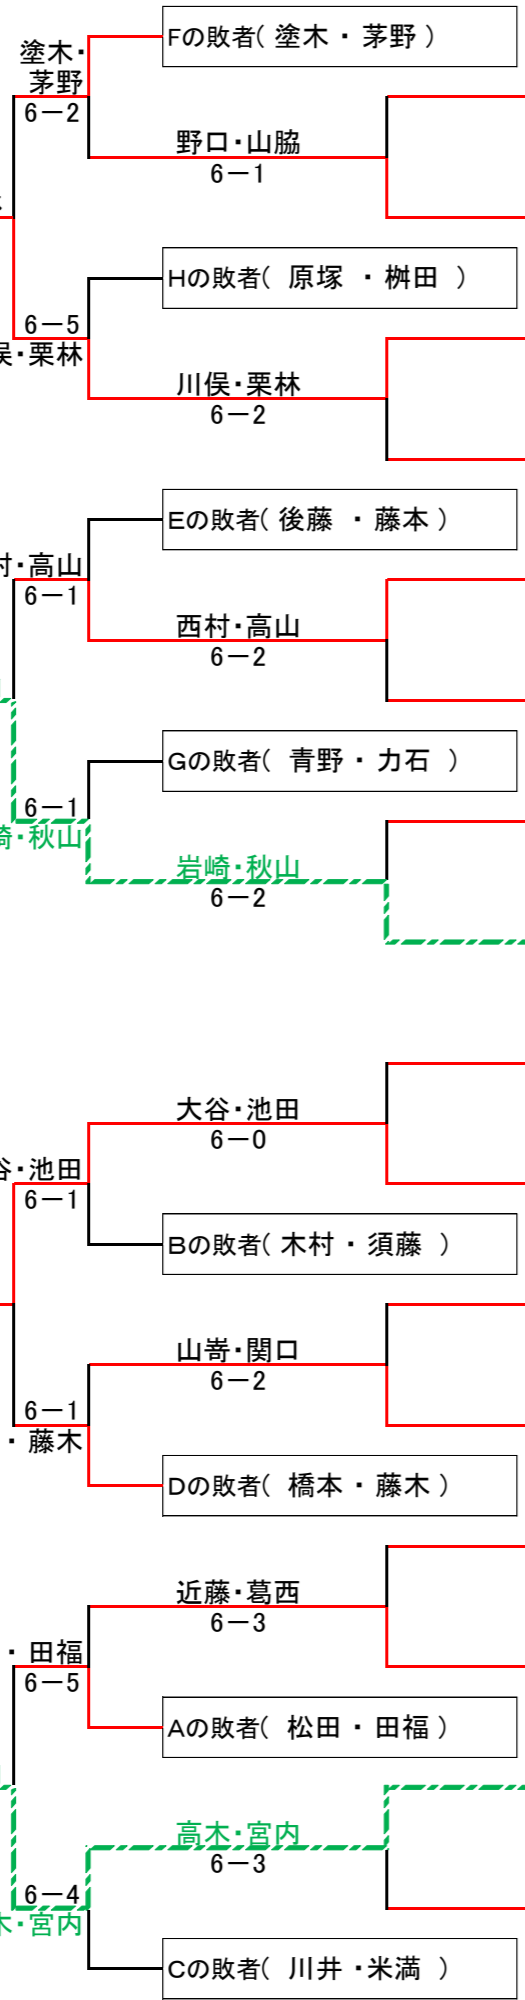 Fの敗者( 塗木 ・ 茅野 )
塗木・
茅野
6－2
野口・山脇
6－1
Hの敗者( 原塚 ・ 桝田 )
6－5
・栗林
川俣・栗林
6－2
Eの敗者( 後藤 ・ 藤本 )
村・高山
6－1
西村・高山
6－2
Gの敗者( 青野 ・ 力石 )
6－1
崎・秋山
岩崎・秋山
6－2
大谷・池田
6－0
谷・池田
6－1
Bの敗者( 木村 ・ 須藤 )
山嵜・関口
6－2
6－1
・ 藤木
Dの敗者( 橋本 ・ 藤木 )
近藤・葛西
6－3
・ 田福
6－5
Aの敗者( 松田 ・ 田福 )
高木・宮内
6－3
6－4
木・宮内
Cの敗者( 川井 ・米満 )